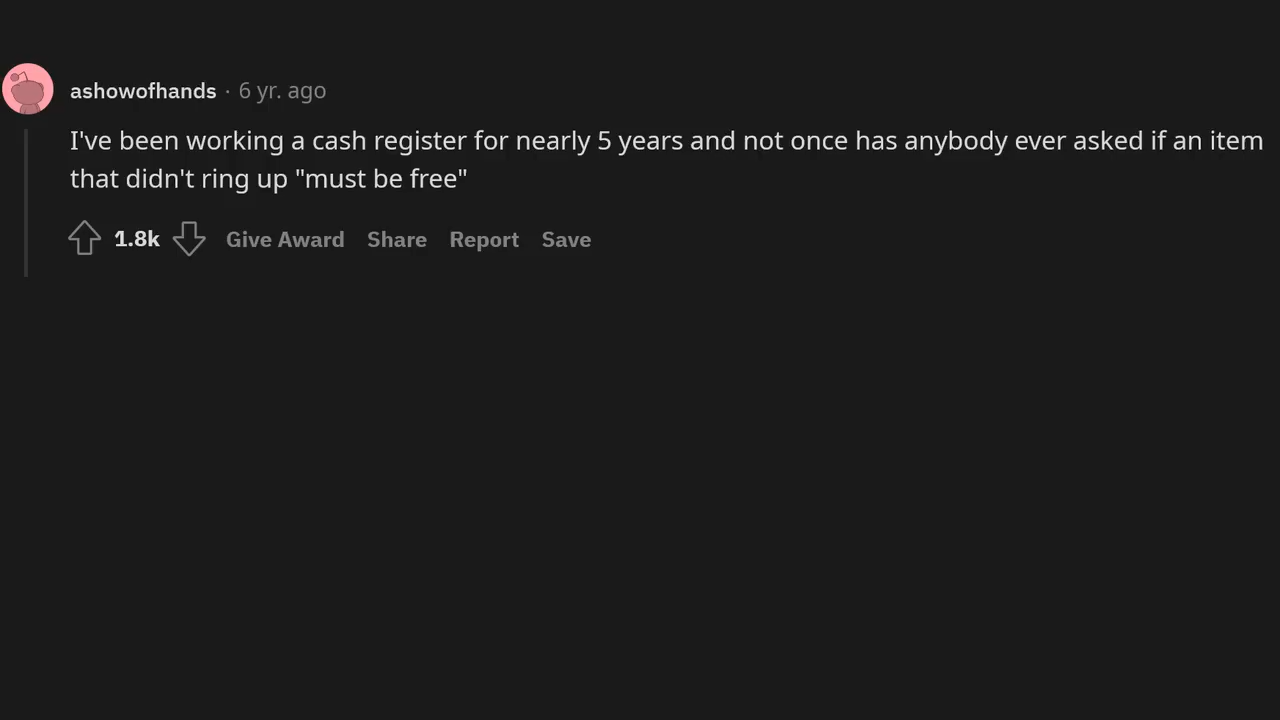 ashowofhands · 6 yr. ago
I've been working a cash register for nearly 5 years and not once has anybody ever asked if an item
that didn't ring up "must be free"
1.8k Give Award Share Report Save